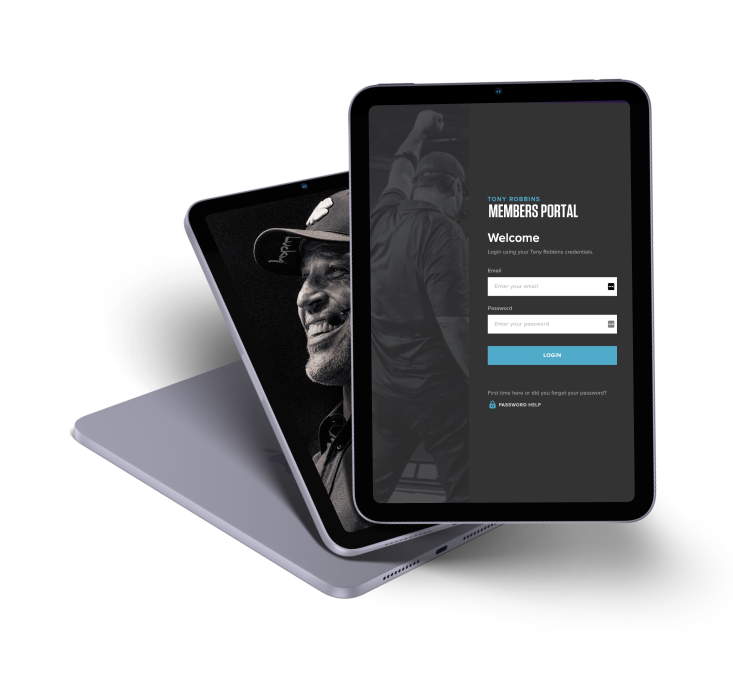 TONY ROBBINS
MEMBERS PORTAL
Welcome
Login using your Tony Robbins credentials.
Email
Enter your email
Password
Enter your password
LOGIN
First time here or did you forget your password?
PASSWORD HELP